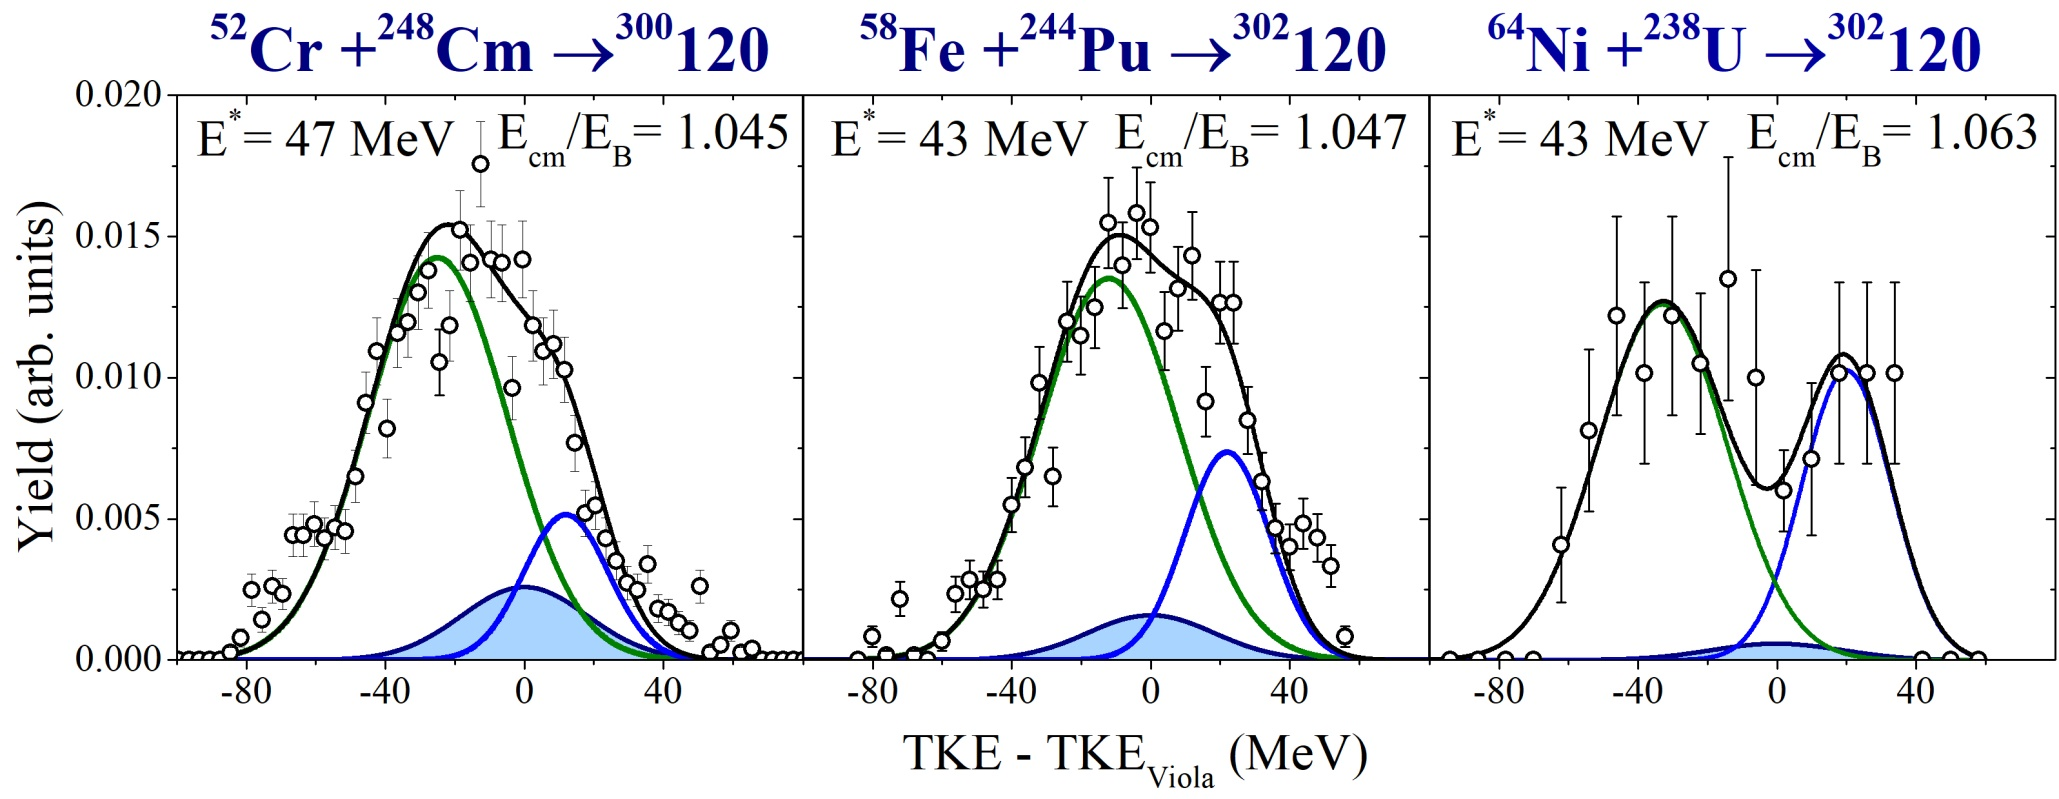 ⁵²Cr +²⁴⁸Cm →³⁰⁰120
⁵⁸Fe +²⁴⁴Pu →³⁰²120
⁶⁴Ni +²³⁸U →³⁰²120
E*= 47 MeV E_cm/E_B= 1.045
E*= 43 MeV E_cm/E_B= 1.047
E*= 43 MeV E_cm/E_B= 1.063
Yield (arb. units)
0.020
0.015
0.010
0.005
0.000
-80 -40 0 40
-80 -40 0 40
-80 -40 0 40
TKE - TKE_Viola (MeV)